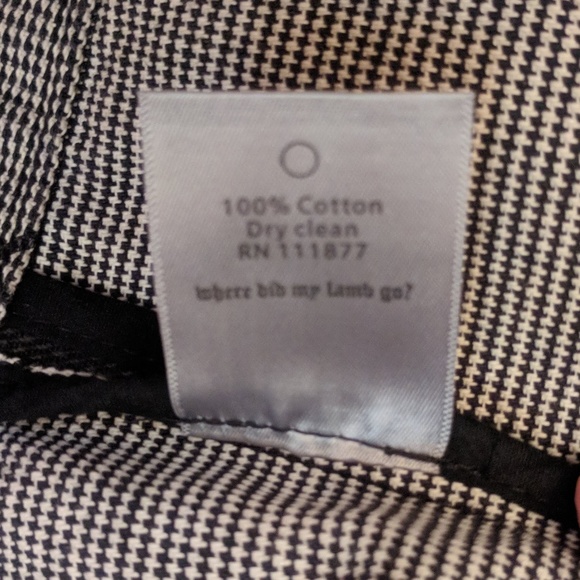 100% Cotton
Dry clean
RN 111877
where did my lamb go?